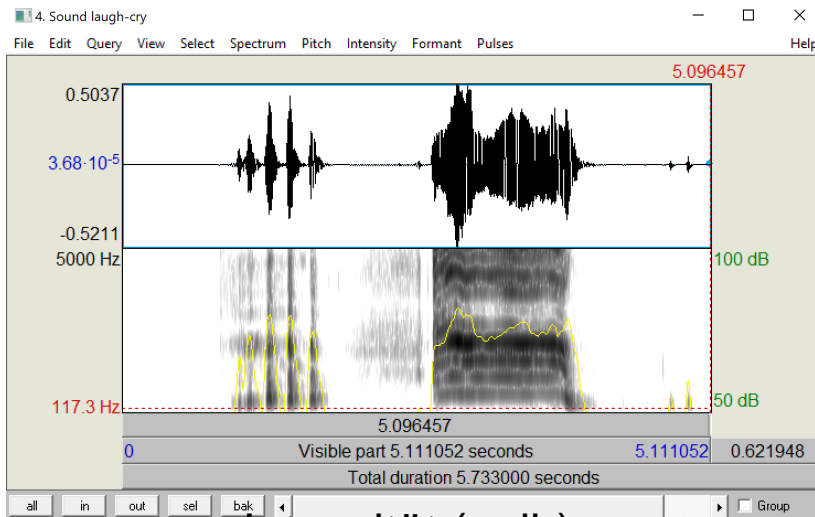 4. Sound laugh-cry
File Edit Query View Select Spectrum Pitch Intensity Formant Pulses Help
5.096457
0.5037
3.68·10-5
-0.5211
5000 Hz 100 dB
117.3 Hz 50 dB
5.096457
0 Visible part 5.111052 seconds 5.111052 0.621948
Total duration 5.733000 seconds
all in out sel bak Group